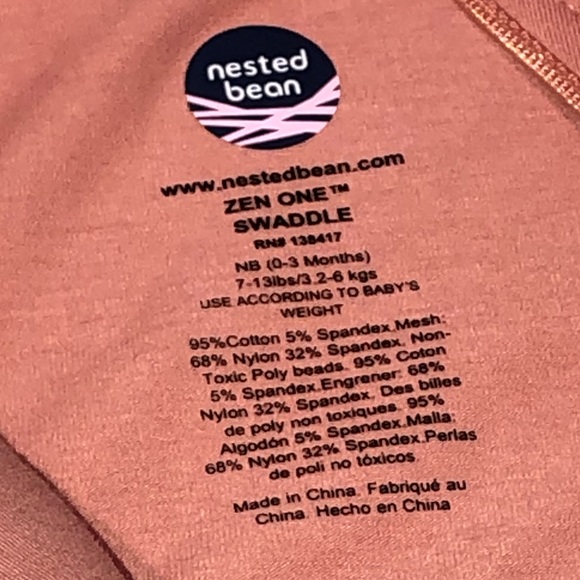 nested
bean
www.nestedbean.com
ZEN ONE™
SWADDLE
RN# 138417
NB (0-3 Months)
7-13lbs/3.2-6 kgs
USE ACCORDING TO BABY'S
WEIGHT
95%Cotton 5% Spandex.Mesh:
68% Nylon 32% Spandex. Non-
Toxic Poly beads. 95% Coton
5% Spandex.Engrener: 68%
Nylon 32% Spandex. Des billes
de poly non toxiques. 95%
Algodón 5% Spandex.Malla:
68% Nylon 32% Spandex.Perlas
de poli no tóxicos.
Made in China. Fabriqué au
China. Hecho en China